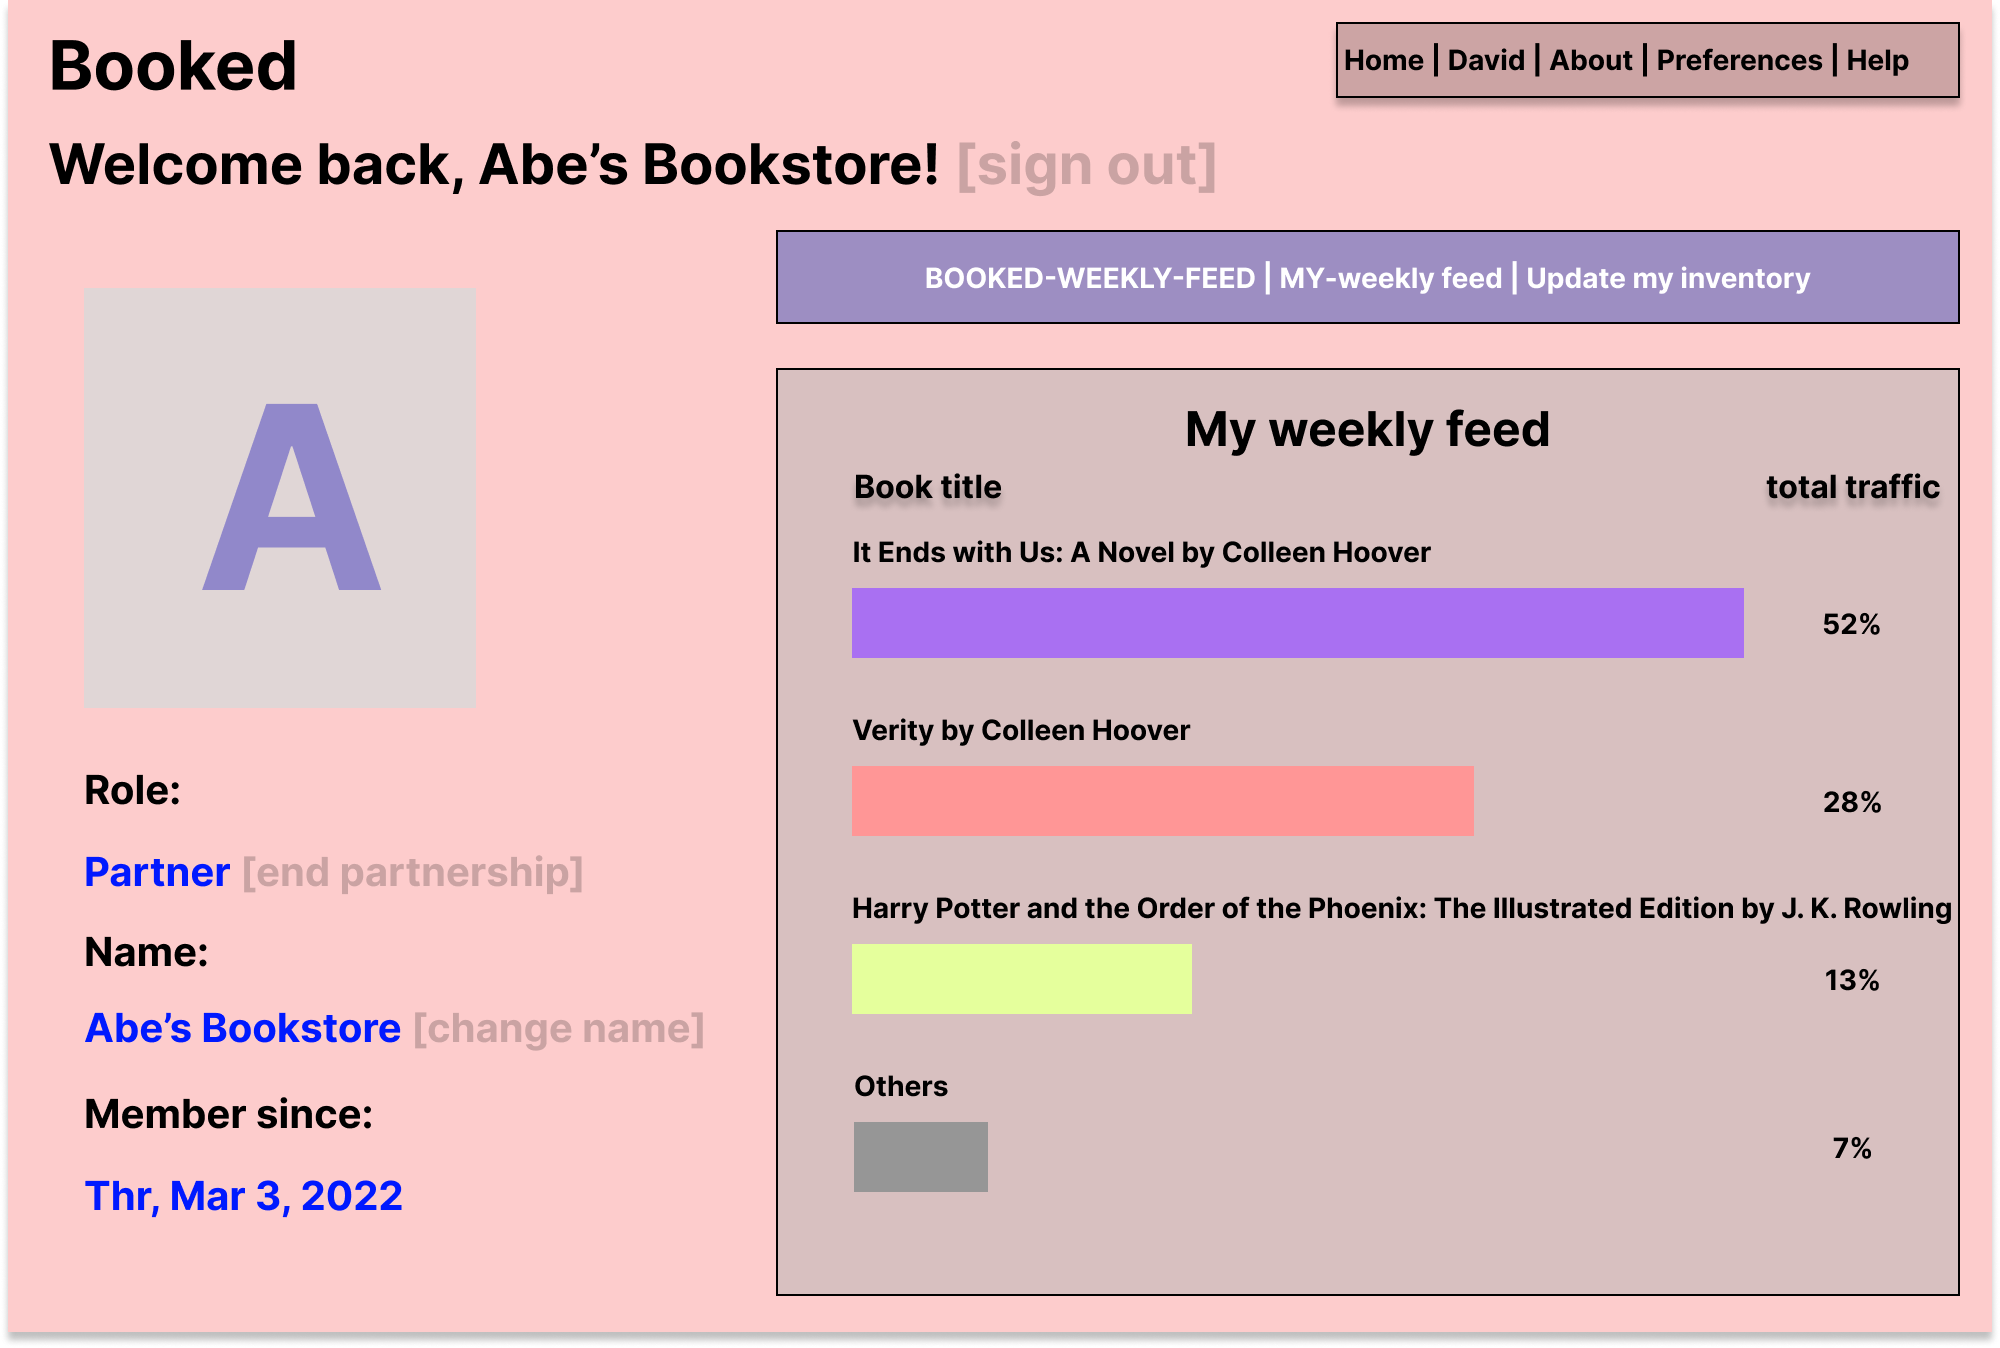 Booked
Home | David | About | Preferences | Help
Welcome back, Abe’s Bookstore! [sign out]
BOOKED-WEEKLY-FEED | MY-weekly feed | Update my inventory
A
Role:
Partner [end partnership]
Name:
Abe’s Bookstore [change name]
Member since:
Thr, Mar 3, 2022
My weekly feed
Book title total traffic
It Ends with Us: A Novel by Colleen Hoover
52%
Verity by Colleen Hoover
28%
Harry Potter and the Order of the Phoenix: The Illustrated Edition by J. K. Rowling
13%
Others
7%